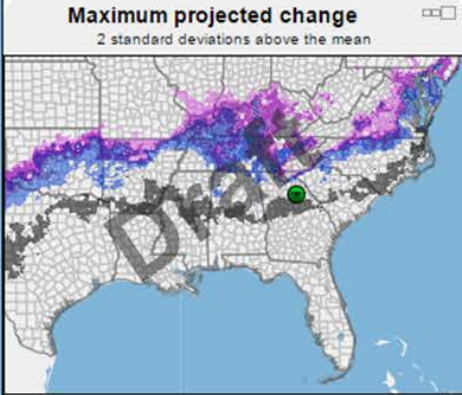 Maximum projected change
2 standard deviations above the mean
Draft